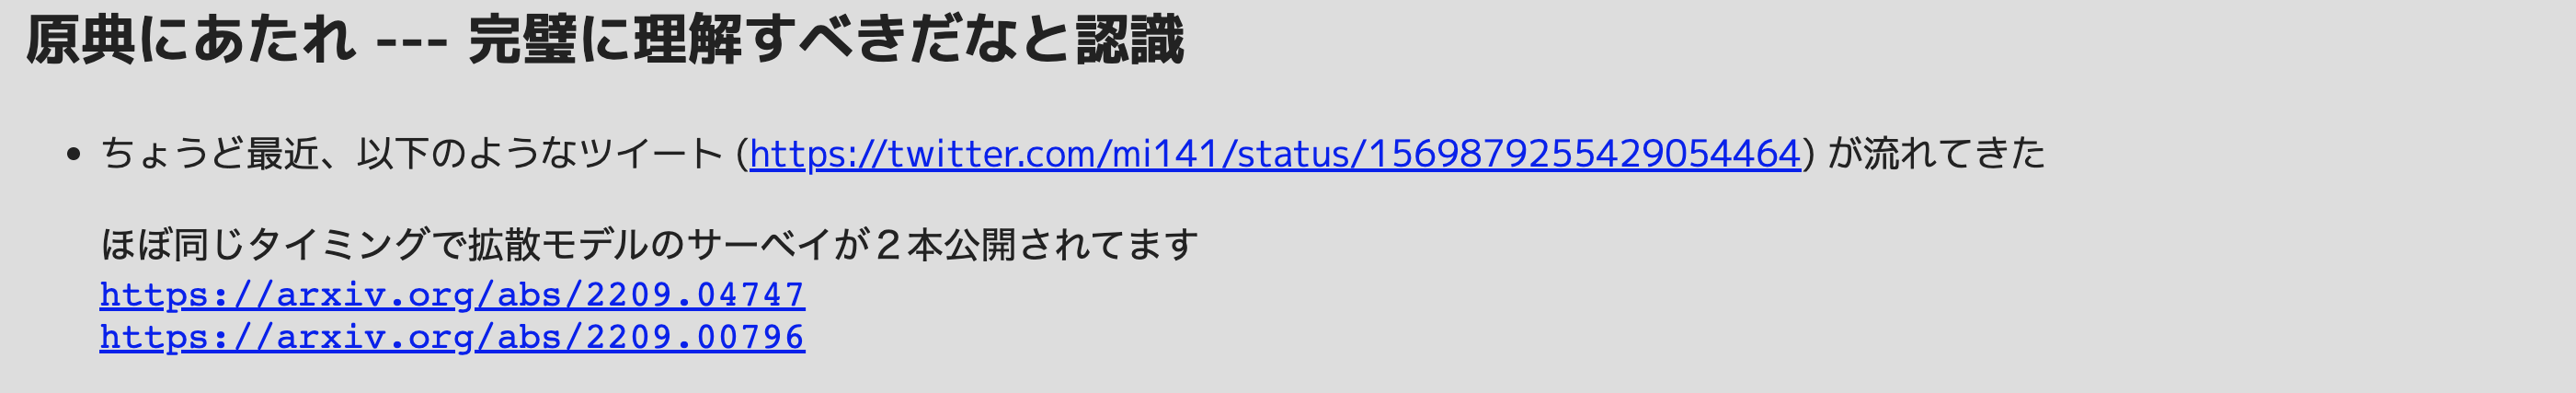 原典にあたれ --- 完璧に理解すべきだなと認識
• ちょうど最近、以下のようなツイート (https://twitter.com/mi141/status/1569879255429054464) が流れてきた
ほぼ同じタイミングで拡散モデルのサーベイが２本公開されてます
https://arxiv.org/abs/2209.04747
https://arxiv.org/abs/2209.00796